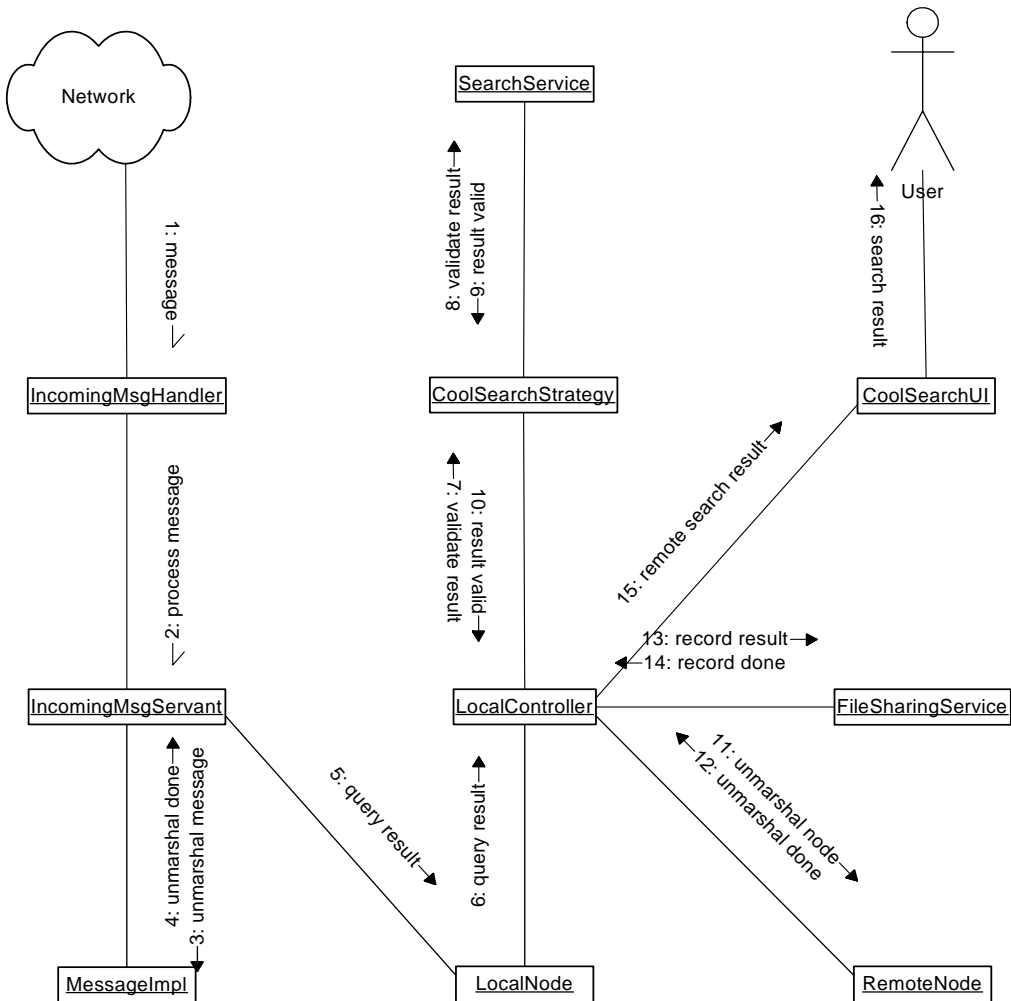 Network
SearchService
User
1: message
8: validate result
9: result valid
16: search result
IncomingMsgHandler
CoolSearchStrategy
CoolSearchUI
2: process message
7: validate result
10: result valid
15: remote search result
13: record result
14: record done
IncomingMsgServant
LocalController
FileSharingService
4: unmarshal done
3: unmarshal message
5: query result
6: query result
11: unmarshal node
12: unmarshal done
MessageImpl
LocalNode
RemoteNode